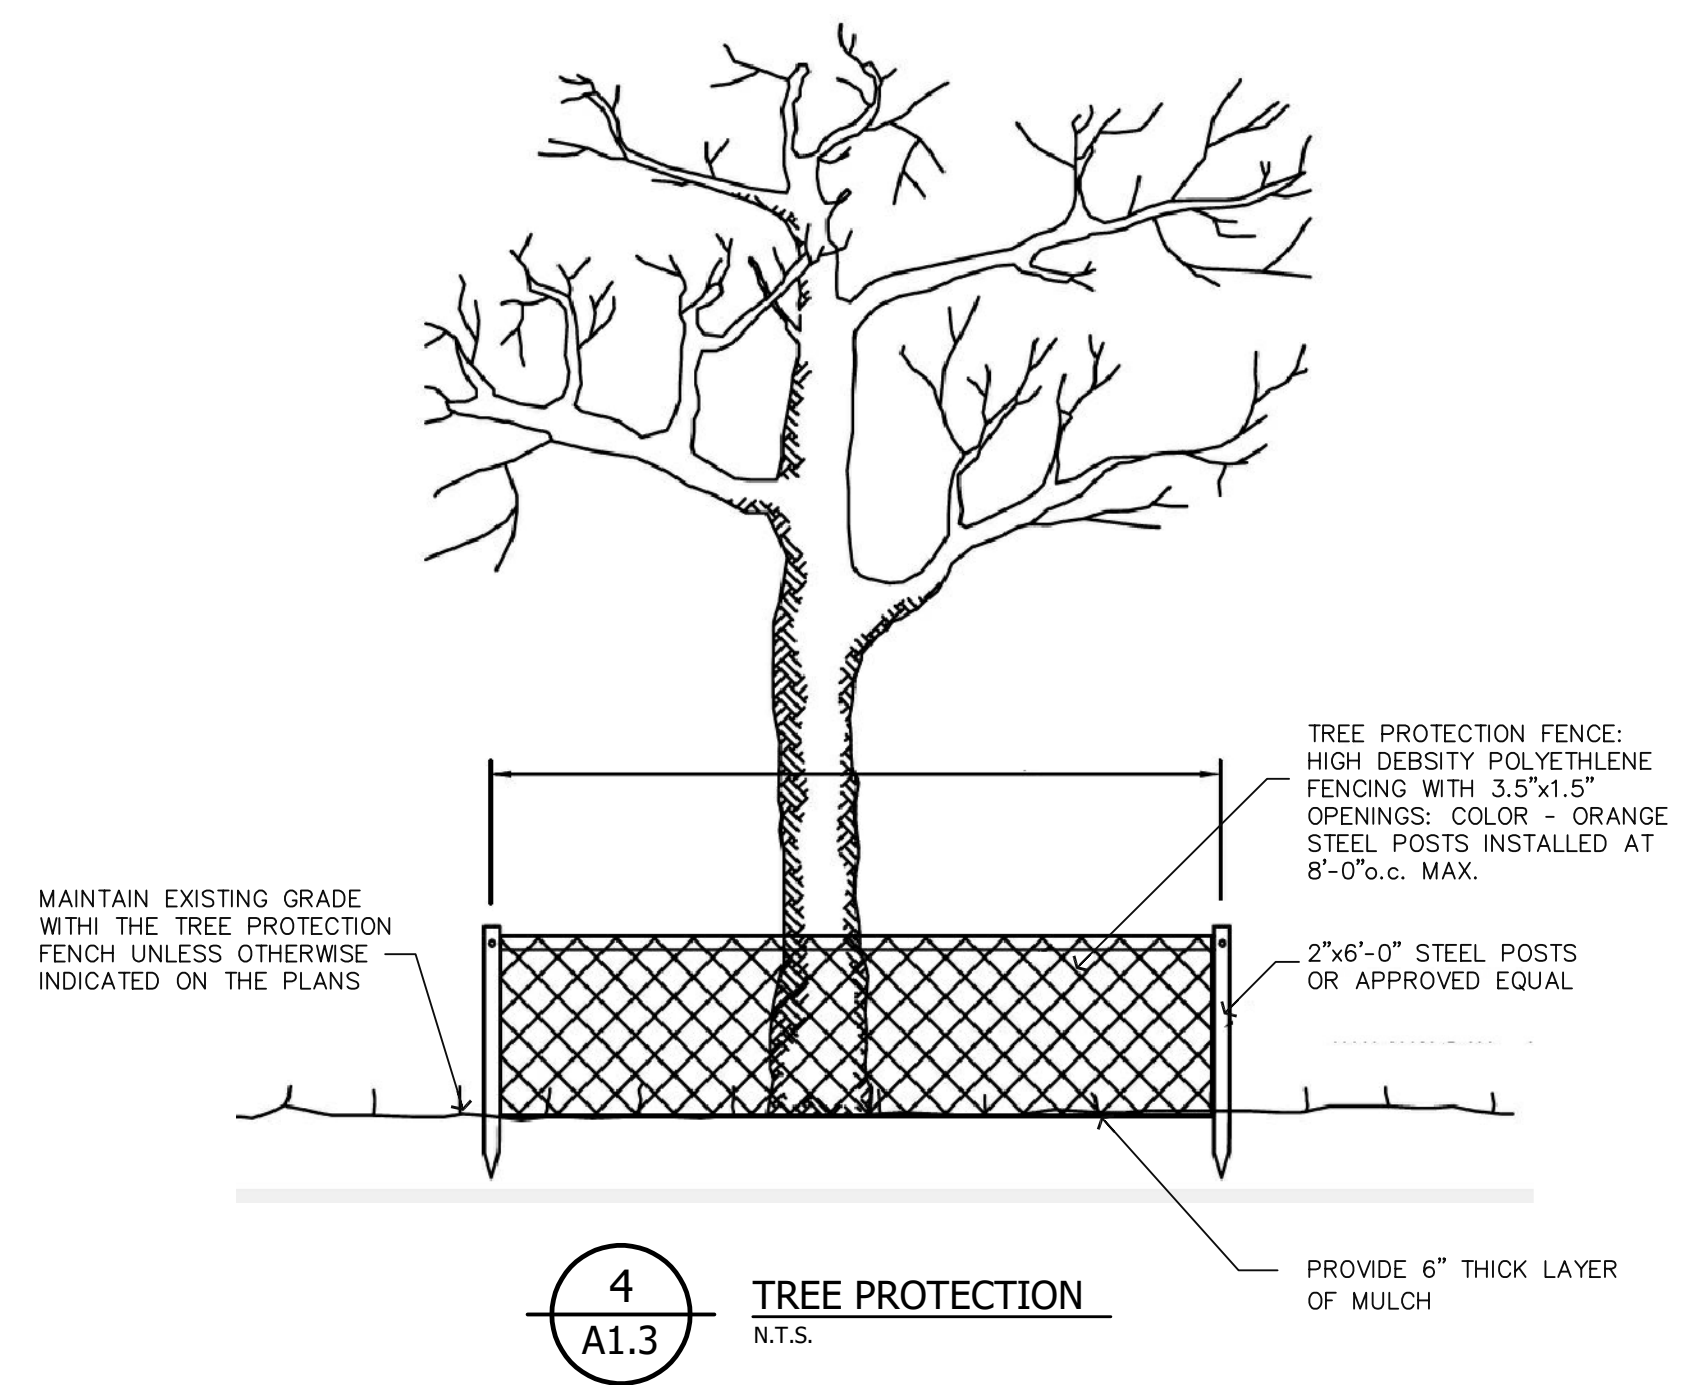 TREE PROTECTION FENCE:
HIGH DEBSITY POLYETHLENE
FENCING WITH 3.5”x1.5”
OPENINGS: COLOR - ORANGE
STEEL POSTS INSTALLED AT
8’-0”o.c. MAX.
MAINTAIN EXISTING GRADE
WITHI THE TREE PROTECTION
FENCH UNLESS OTHERWISE
INDICATED ON THE PLANS
2”x6’-0” STEEL POSTS
OR APPROVED EQUAL
PROVIDE 6” THICK LAYER
OF MULCH
4
A1.3
TREE PROTECTION
N.T.S.